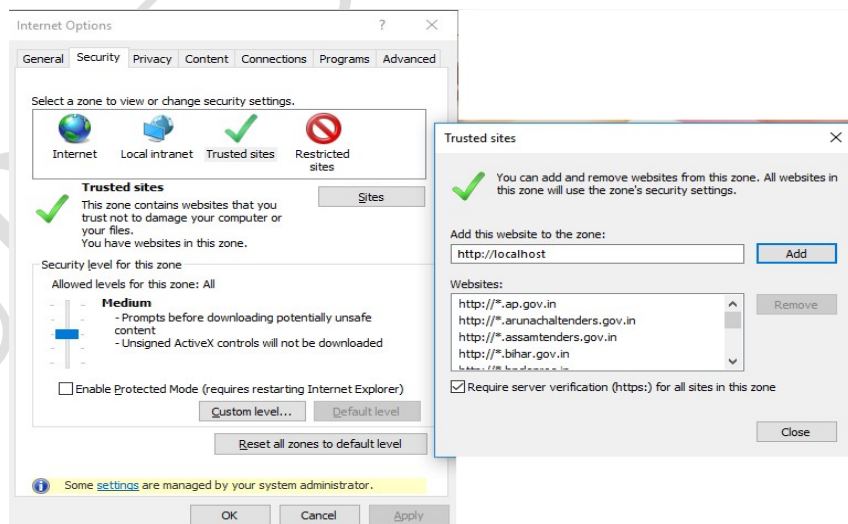 Internet Options
? ×
General Security Privacy Content Connections Programs Advanced
Select a zone to view or change security settings.
Internet Local intranet Trusted sites Restricted
sites
Trusted sites
This zone contains websites that you
trust not to damage your computer or
your files.
You have websites in this zone.
Sites
Security level for this zone
Allowed levels for this zone: All
Medium
- Prompts before downloading potentially unsafe
content
- Unsigned ActiveX controls will not be downloaded
Enable Protected Mode (requires restarting Internet Explorer)
Custom level... Default level
Reset all zones to default level
Some settings are managed by your system administrator.
OK Cancel Apply
Trusted sites
×
You can add and remove websites from this zone. All websites in
this zone will use the zone's security settings.
Add this website to the zone:
http://localhost Add
Websites:
http://*.ap.gov.in Remove
http://*.arunachaltenders.gov.in
http://*.assamtenders.gov.in
http://*.bihar.gov.in
Require server verification (https:) for all sites in this zone
Close